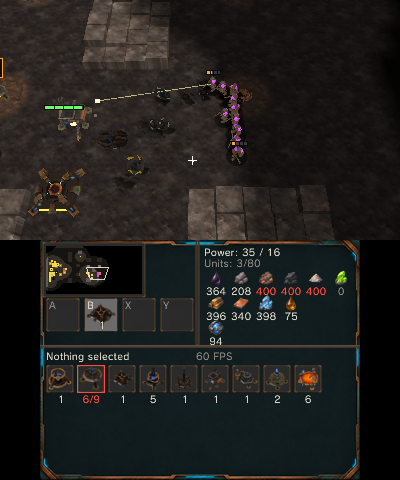 Power: 35 / 16
Units: 3/80
364 208 400 400 400 0
396 340 398 75
94
A B X Y
1
Nothing selected 60 FPS
1 6/9 1 5 1 1 1 2 6